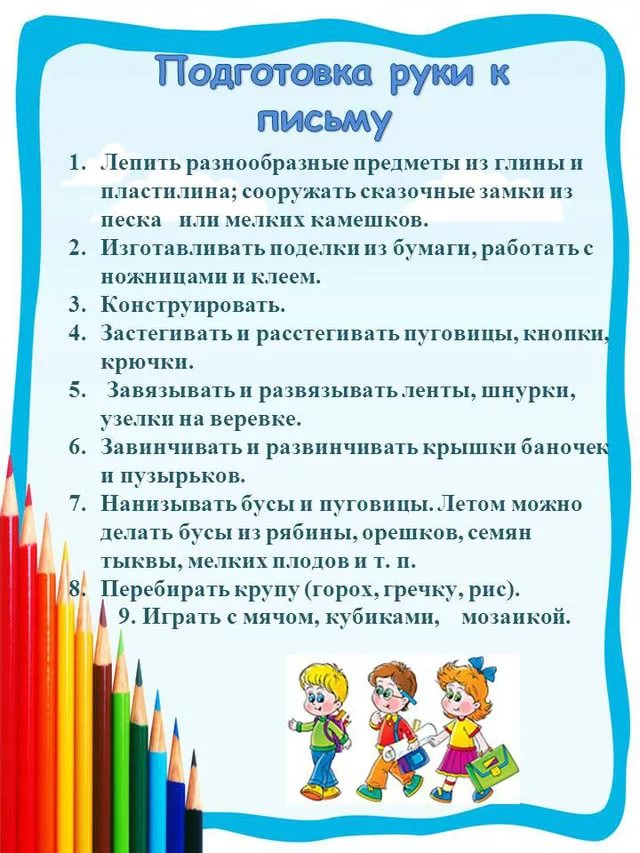 Подготовка руки к
письму
1. Лепить разнообразные предметы из глины и
пластилина; сооружать сказочные замки из
песка или мелких камешков.
2. Изготавливать поделки из бумаги, работать с
ножницами и клеем.
3. Конструировать.
4. Застегивать и расстегивать пуговицы, кнопки,
крючки.
5. Завязывать и развязывать ленты, шнурки,
узелки на веревке.
6. Завинчивать и развинчивать крышки баночек
и пузырьков.
7. Нанизывать бусы и пуговицы. Летом можно
делать бусы из рябины, орешков, семян
тыквы, мелких плодов и т. п.
8. Перебирать крупу (горох, гречку, рис).
9. Играть с мячом, кубиками, мозаикой.